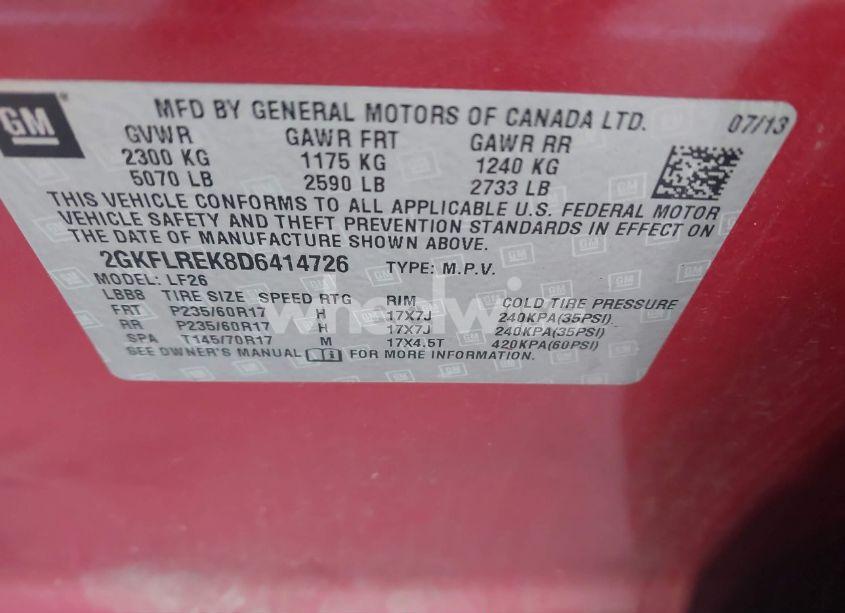 GM
MFD BY GENERAL MOTORS OF CANADA LTD. 07/13
GVWR GAWR FRT GAWR RR
2300 KG 1175 KG 1240 KG
5070 LB 2590 LB 2733 LB
THIS VEHICLE CONFORMS TO ALL APPLICABLE U.S. FEDERAL MOTOR
VEHICLE SAFETY AND THEFT PREVENTION STANDARDS IN EFFECT ON
THE DATE OF MANUFACTURE SHOWN ABOVE.
2GKFLREK8D6414726 TYPE: M.P.V.
MODEL: LF26
LBB8 TIRE SIZE SPEED RTG RIM COLD TIRE PRESSURE
FRT P235/60R17 H 17X7J 240KPA(35PSI)
RR P235/60R17 H 17X7J 240KPA(35PSI)
SPA T145/70R17 M 17X4.5T 420KPA(60PSI)
SEE OWNER'S MANUAL FOR MORE INFORMATION.